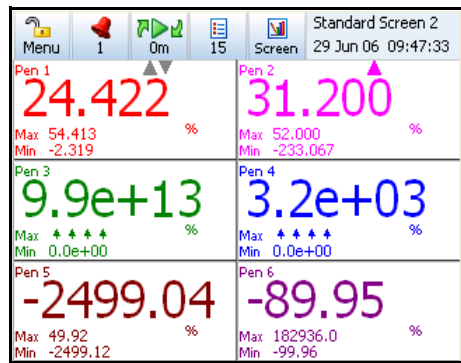 Menu 1 0m 15 Screen Standard Screen 2
29 Jun 06 09:47:33
Pen 1
24.422
Max 54.413 %
Min -2.319
Pen 2
31.200
Max 52.000 %
Min -233.067
Pen 3
9.9e+13
Max %
Min 0.0e+00
Pen 4
3.2e+03
Max %
Min 0.0e+00
Pen 5
-2499.04
Max 49.92 %
Min -2499.12
Pen 6
-89.95
Max 182936.0 %
Min -99.96